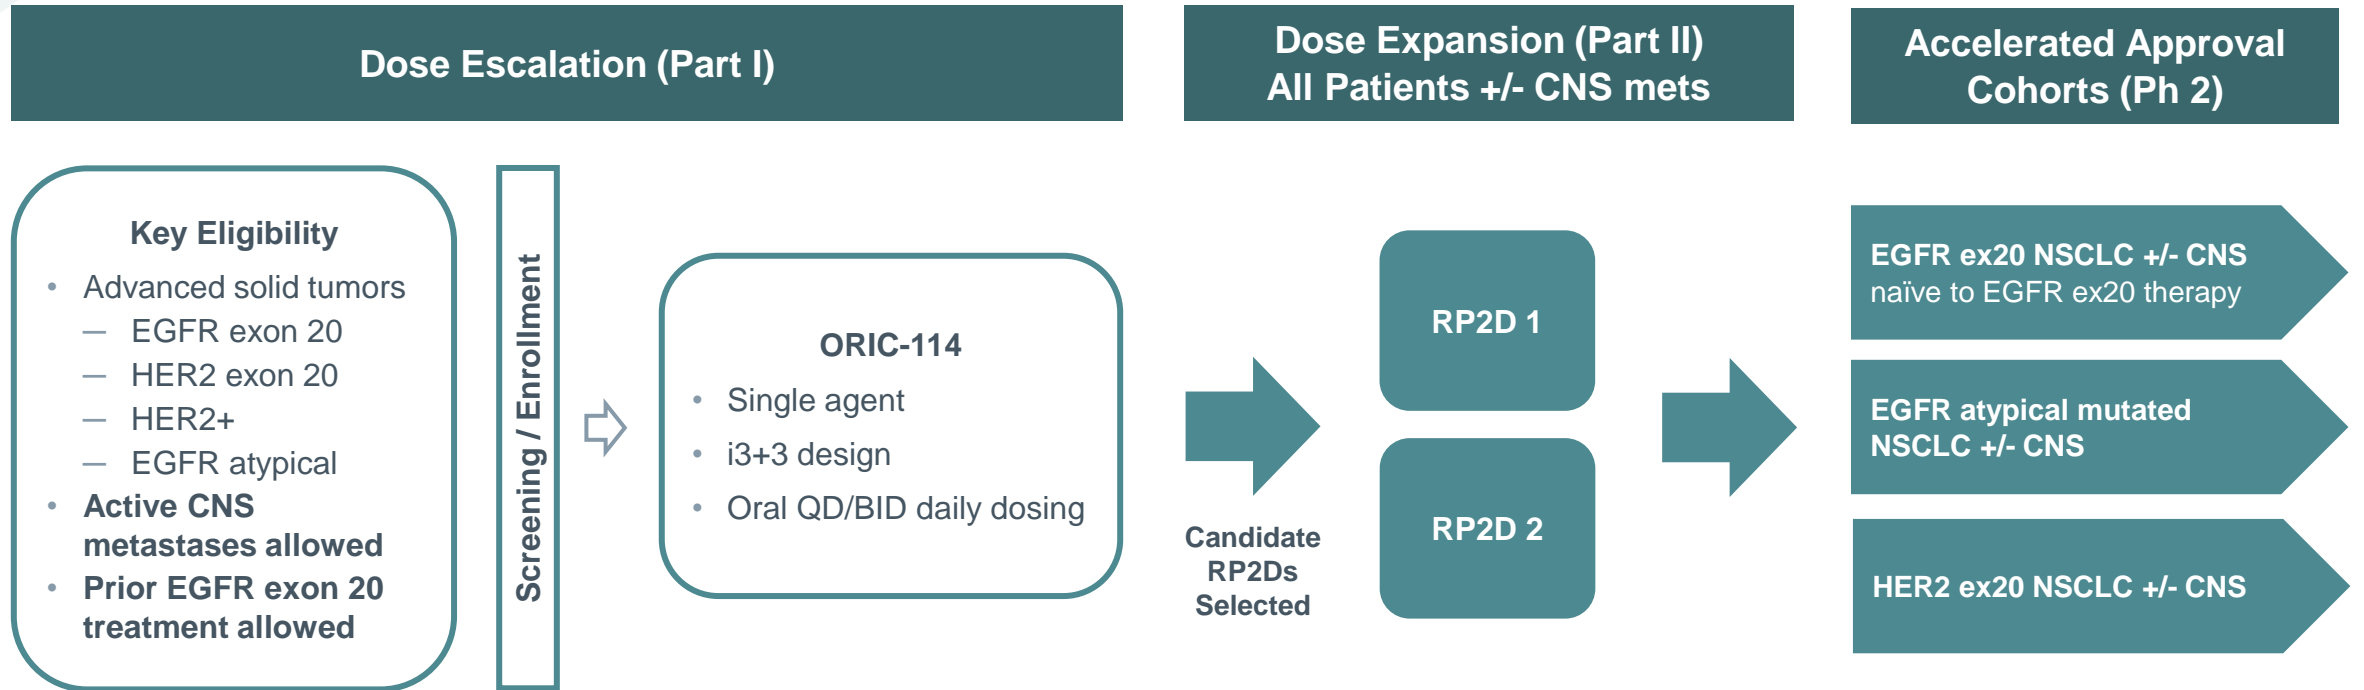 Dose Escalation (Part I)
Dose Expansion (Part II)
All Patients +/- CNS mets
Accelerated Approval
Cohorts (Ph 2)
Key Eligibility
• Advanced solid tumors
— EGFR exon 20
— HER2 exon 20
— HER2+
— EGFR atypical
• Active CNS
metastases allowed
• Prior EGFR exon 20
treatment allowed
Screening / Enrollment
ORIC-114
• Single agent
• i3+3 design
• Oral QD/BID daily dosing
Candidate
RP2Ds
Selected
RP2D 1
RP2D 2
EGFR ex20 NSCLC +/- CNS
naïve to EGFR ex20 therapy
EGFR atypical mutated
NSCLC +/- CNS
HER2 ex20 NSCLC +/- CNS